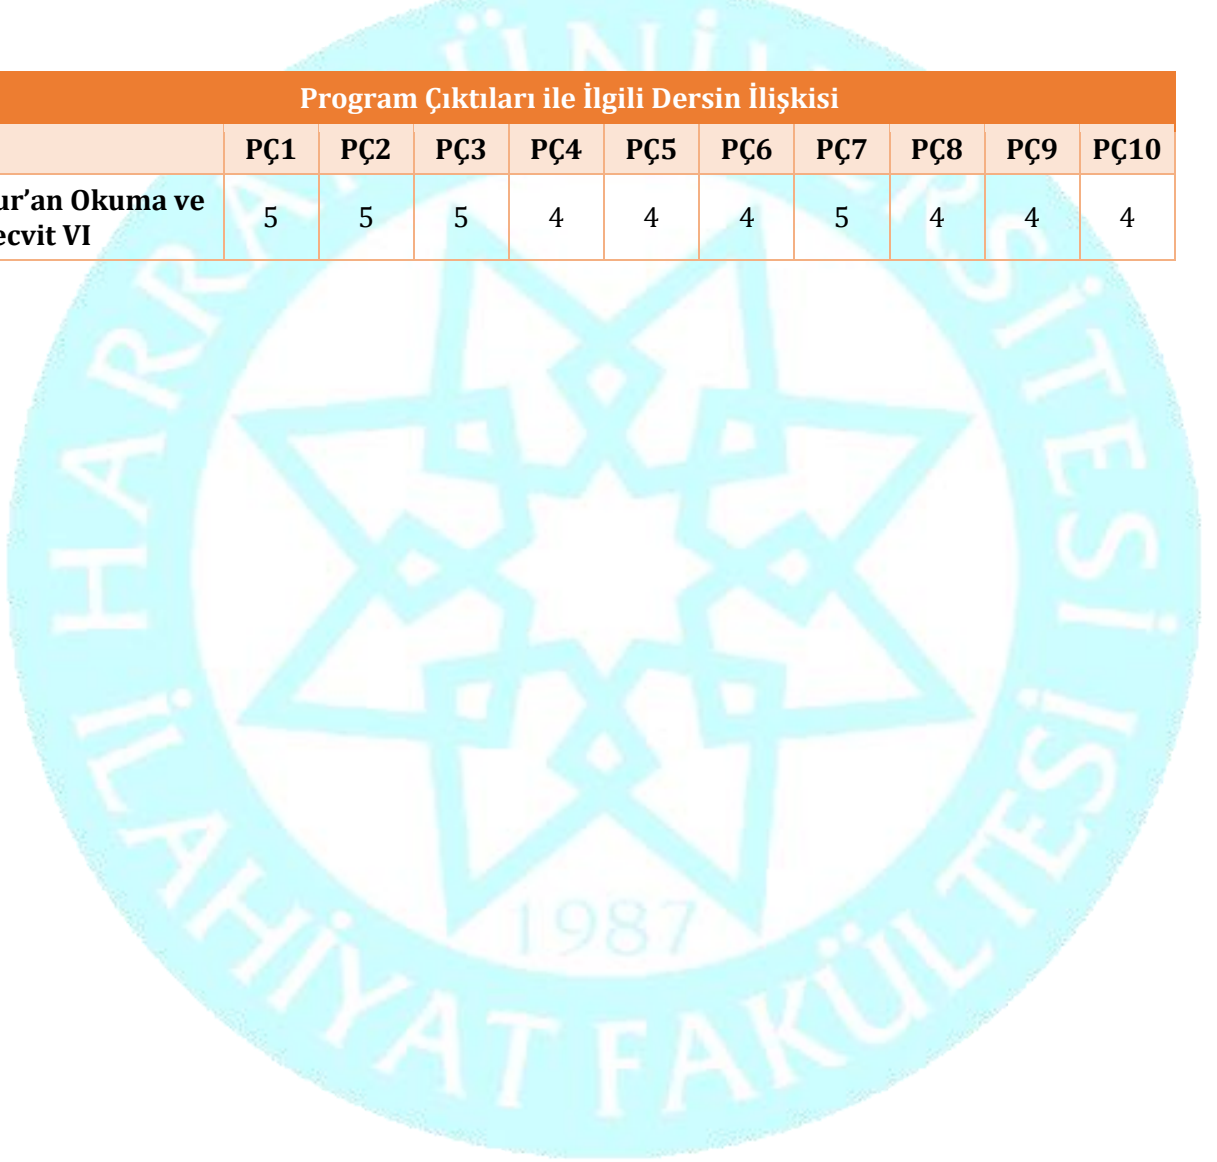 Program Çıktıları ile İlgili Dersin İlişkisi
PÇ1 PÇ2 PÇ3 PÇ4 PÇ5 PÇ6 PÇ7 PÇ8 PÇ9 PÇ10
ur’an Okuma ve
ecvit VI
5 5 5 4 4 4 5 4 4 4
HARRAN ÜNİVERSİTESİ
İLAHİYAT FAKÜLTESİ
1987